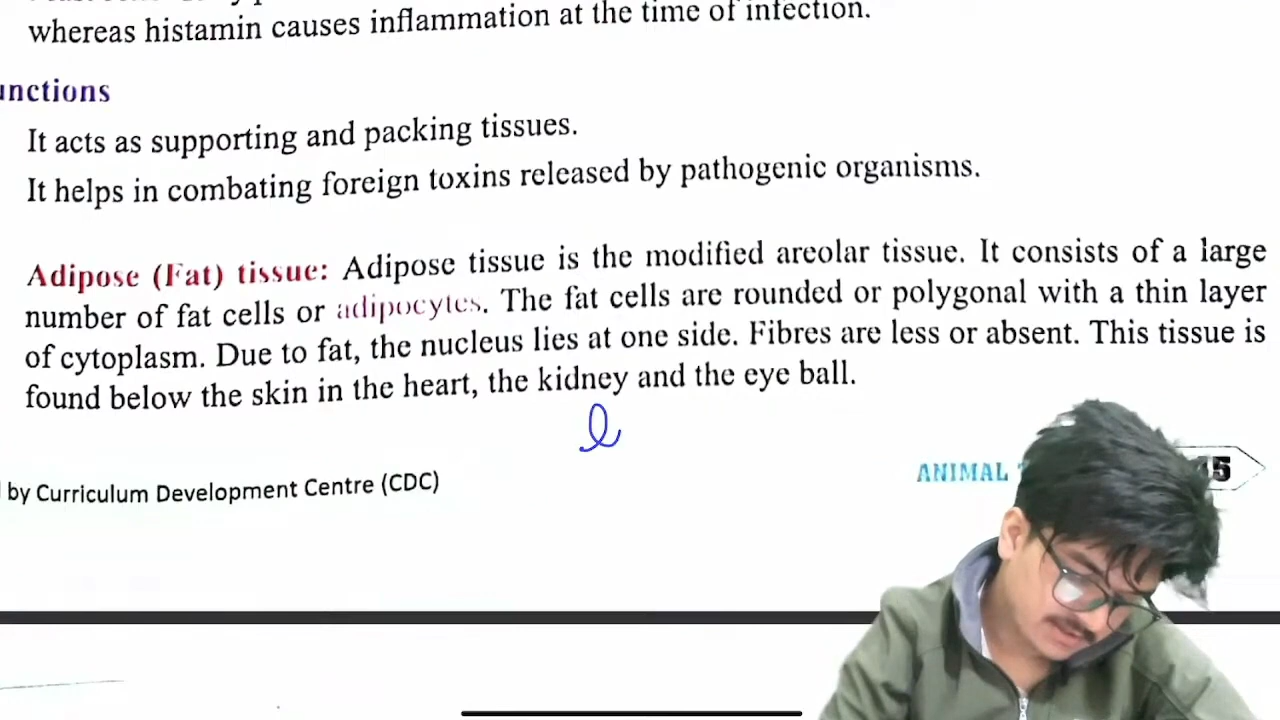 whereas histamin causes inflammation at the time of infection.
unctions
It acts as supporting and packing tissues.
It helps in combating foreign toxins released by pathogenic organisms.
Adipose (Fat) tissue: Adipose tissue is the modified areolar tissue. It consists of a large
number of fat cells or adipocytes. The fat cells are rounded or polygonal with a thin layer
of cytoplasm. Due to fat, the nucleus lies at one side. Fibres are less or absent. This tissue is
found below the skin in the heart, the kidney and the eye ball.
by Curriculum Development Centre (CDC)
ANIMAL